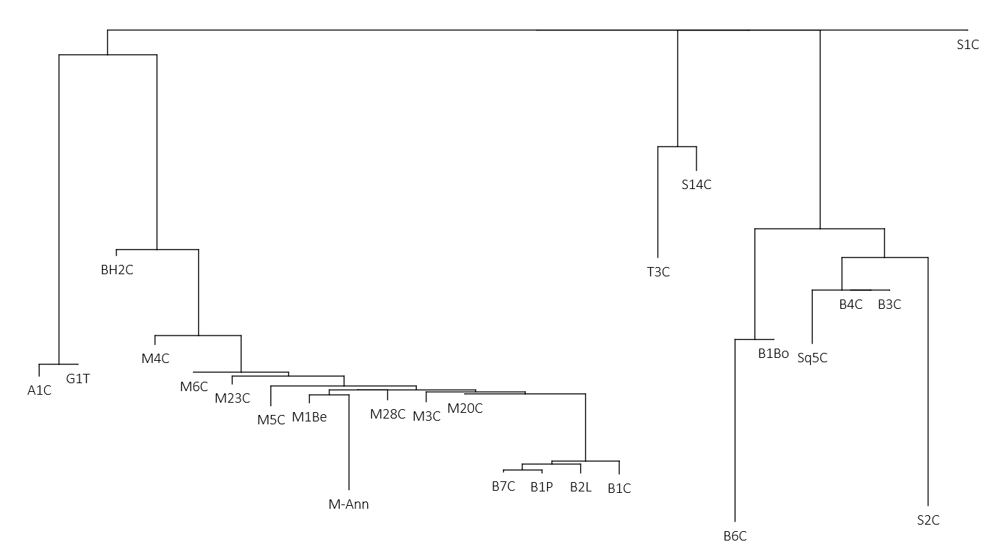 S1C
S14C
BH2C
T3C
B4C
B3C
M4C
B1Bo
Sq5C
G1T
A1C
M6C
M23C
M20C
M5C
M1Be
M28C
M3C
B7C
B1P
B2L
B1C
M-Ann
S2C
B6C